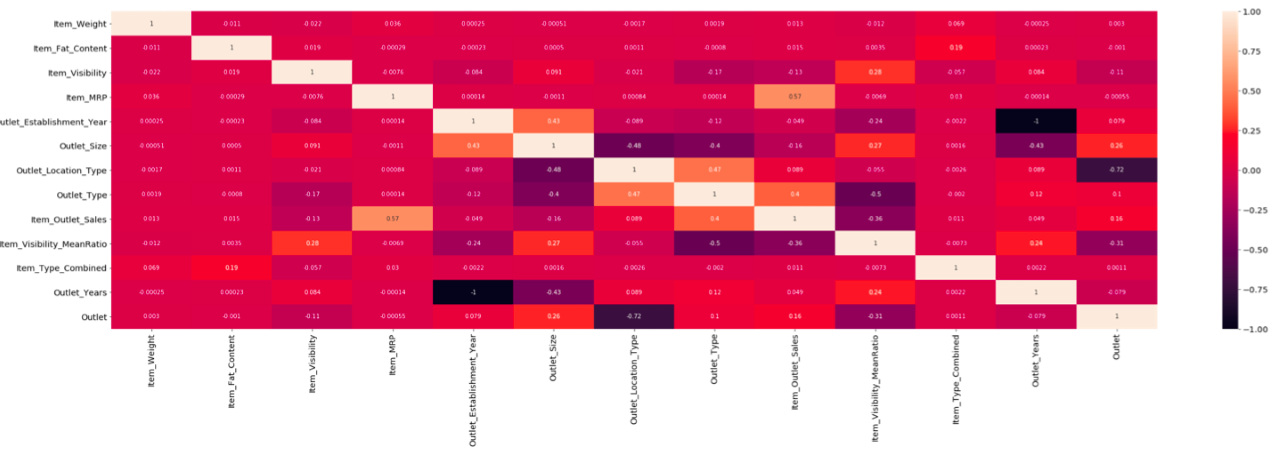 Item_Weight 1 -0.011 -0.022 0.036 0.00025 -0.00051 -0.0017 0.0019 0.013 -0.012 0.069 -0.00025 0.003
Item_Fat_Content -0.011 1 0.019 -0.00029 -0.00023 0.0005 0.0011 -0.0008 0.015 0.0035 0.19 0.00023 -0.001
Item_Visibility -0.022 0.019 1 -0.0076 -0.084 0.091 -0.021 -0.17 -0.13 0.28 -0.057 0.084 -0.11
Item_MRP 0.036 -0.00029 -0.0076 1 0.00014 -0.0011 0.00084 0.00014 0.57 -0.0069 0.03 -0.00014 -0.00055
utlet_Establishment_Year 0.00025 -0.00023 -0.084 0.00014 1 0.43 -0.089 -0.12 -0.049 -0.24 -0.0022 -1 0.079
Outlet_Size -0.00051 0.0005 0.091 -0.0011 0.43 1 -0.48 -0.4 -0.16 0.27 0.0016 -0.43 0.26
Outlet_Location_Type -0.0017 0.0011 -0.021 0.00084 -0.089 -0.48 1 0.47 0.089 -0.055 -0.0026 0.089 -0.72
Outlet_Type 0.0019 -0.0008 -0.17 0.00014 -0.12 -0.4 0.47 1 0.4 -0.5 -0.002 0.12 0.1
Item_Outlet_Sales 0.013 0.015 -0.13 0.57 -0.049 -0.16 0.089 0.4 1 -0.36 0.011 0.049 0.16
Item_Visibility_MeanRatio -0.012 0.0035 0.28 -0.0069 -0.24 0.27 -0.055 -0.5 -0.36 1 -0.0073 0.24 -0.31
Item_Type_Combined 0.069 0.19 -0.057 0.03 -0.0022 0.0016 -0.0026 -0.002 0.011 -0.0073 1 0.0022 0.0011
Outlet_Years -0.00025 0.00023 0.084 -0.00014 -1 -0.43 0.089 0.12 0.049 0.24 0.0022 1 -0.079
Outlet 0.003 -0.001 -0.11 -0.00055 0.079 0.26 -0.72 0.1 0.16 -0.31 0.0011 -0.079 1
Item_Weight
Item_Fat_Content
Item_Visibility
Item_MRP
Outlet_Establishment_Year
Outlet_Size
Outlet_Location_Type
Outlet_Type
Item_Outlet_Sales
Item_Visibility_MeanRatio
Item_Type_Combined
Outlet_Years
Outlet
1.00
0.75
0.50
0.25
0.00
-0.25
-0.50
-0.75
-1.00